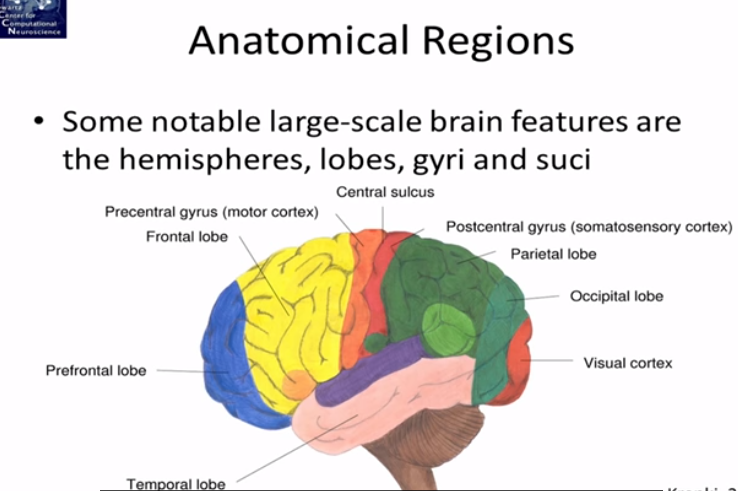 Center for
Computational
Neuroscience
Anatomical Regions
• Some notable large-scale brain features are
the hemispheres, lobes, gyri and suci
Central sulcus
Precentral gyrus (motor cortex)
Postcentral gyrus (somatosensory cortex)
Frontal lobe
Parietal lobe
Occipital lobe
Visual cortex
Prefrontal lobe
Temporal lobe